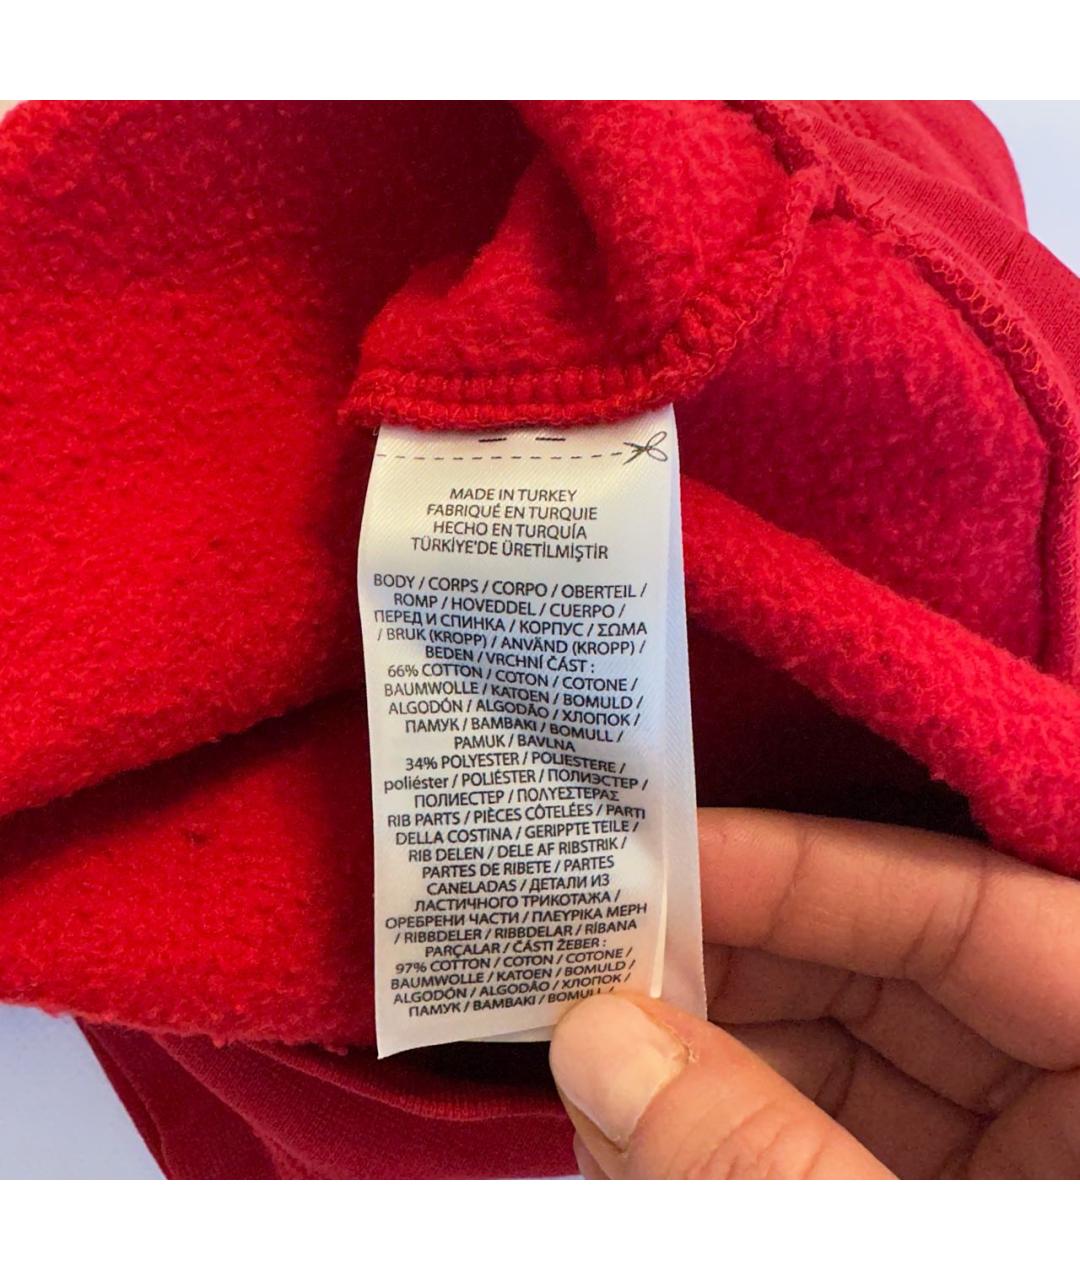 MADE IN TURKEY
FABRIQUÉ EN TURQUIE
HECHO EN TURQUÍA
TÜRKİYE'DE ÜRETİLMİŞTİR
BODY / CORPS / CORPO / OBERTEIL /
ROMP / HOVEDDEL / CUERPO /
ПЕРЕД И СПИНКА / КОРПУС / ΣΩΜΑ
/ BRUK (KROPP) / ANVÄND (KROPP) /
BEDEN / VRCHNÍ ČÁST :
66% COTTON / COTON / COTONE /
BAUMWOLLE / KATOEN / BOMULD /
ALGODÓN / ALGODÃO / ХЛОПОК /
ПАМУК / ΒΑΜΒΑΚΙ / BOMULL /
PAMUK / BAVLNA
34% POLYESTER / POLIESTERE /
poliéster / POLIÉSTER / ПОЛИЭСТЕР /
ПОЛИЕСТЕР / ΠΟΛΥΕΣΤΕΡΑΣ
RIB PARTS / PIÈCES CÔTELÉES / PARTI
DELLA COSTINA / GERIPPTE TEILE /
RIB DELEN / DELE AF RIBSTRIK /
PARTES DE RIBETE / PARTES
CANELADAS / ДЕТАЛИ ИЗ
ЛАСТИЧНОГО ТРИКОТАЖА /
ОРЕБРЕНИ ЧАСТИ / ΠΛΕΥΡΙΚΑ ΜΕΡΗ
/ RIBBDELER / RIBBDELAR / RİBANA
PARÇALAR / ČÁSTI ŽEBER :
97% COTTON / COTON / COTONE /
BAUMWOLLE / KATOEN / BOMULD /
ALGODÓN / ALGODÃO / ХЛОПОК /
ПАМУК / ΒΑΜΒΑΚΙ / BOMULL /